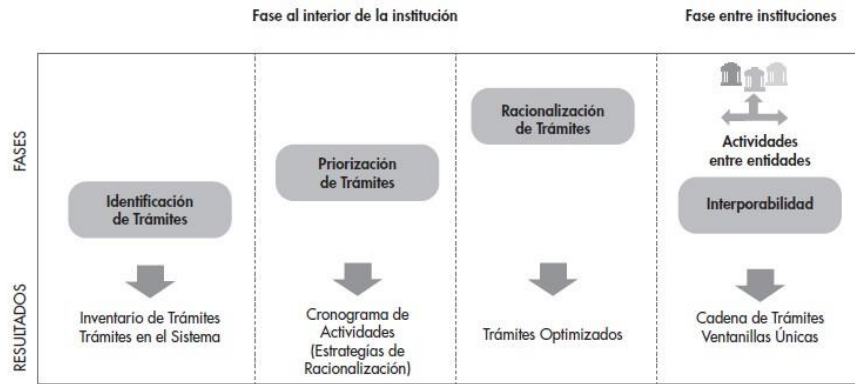 Fase al interior de la institución
Fase entre instituciones
FASES
Identificación
de Trámites
Priorización
de Trámites
Racionalización
de Trámites
Actividades
entre entidades
Interporabilidad
RESULTADOS
Inventario de Trámites
Trámites en el Sistema
Cronograma de
Actividades
(Estrategías de
Racionalización)
Trámites Optimizados
Cadena de Trámites
Ventanillas Únicas